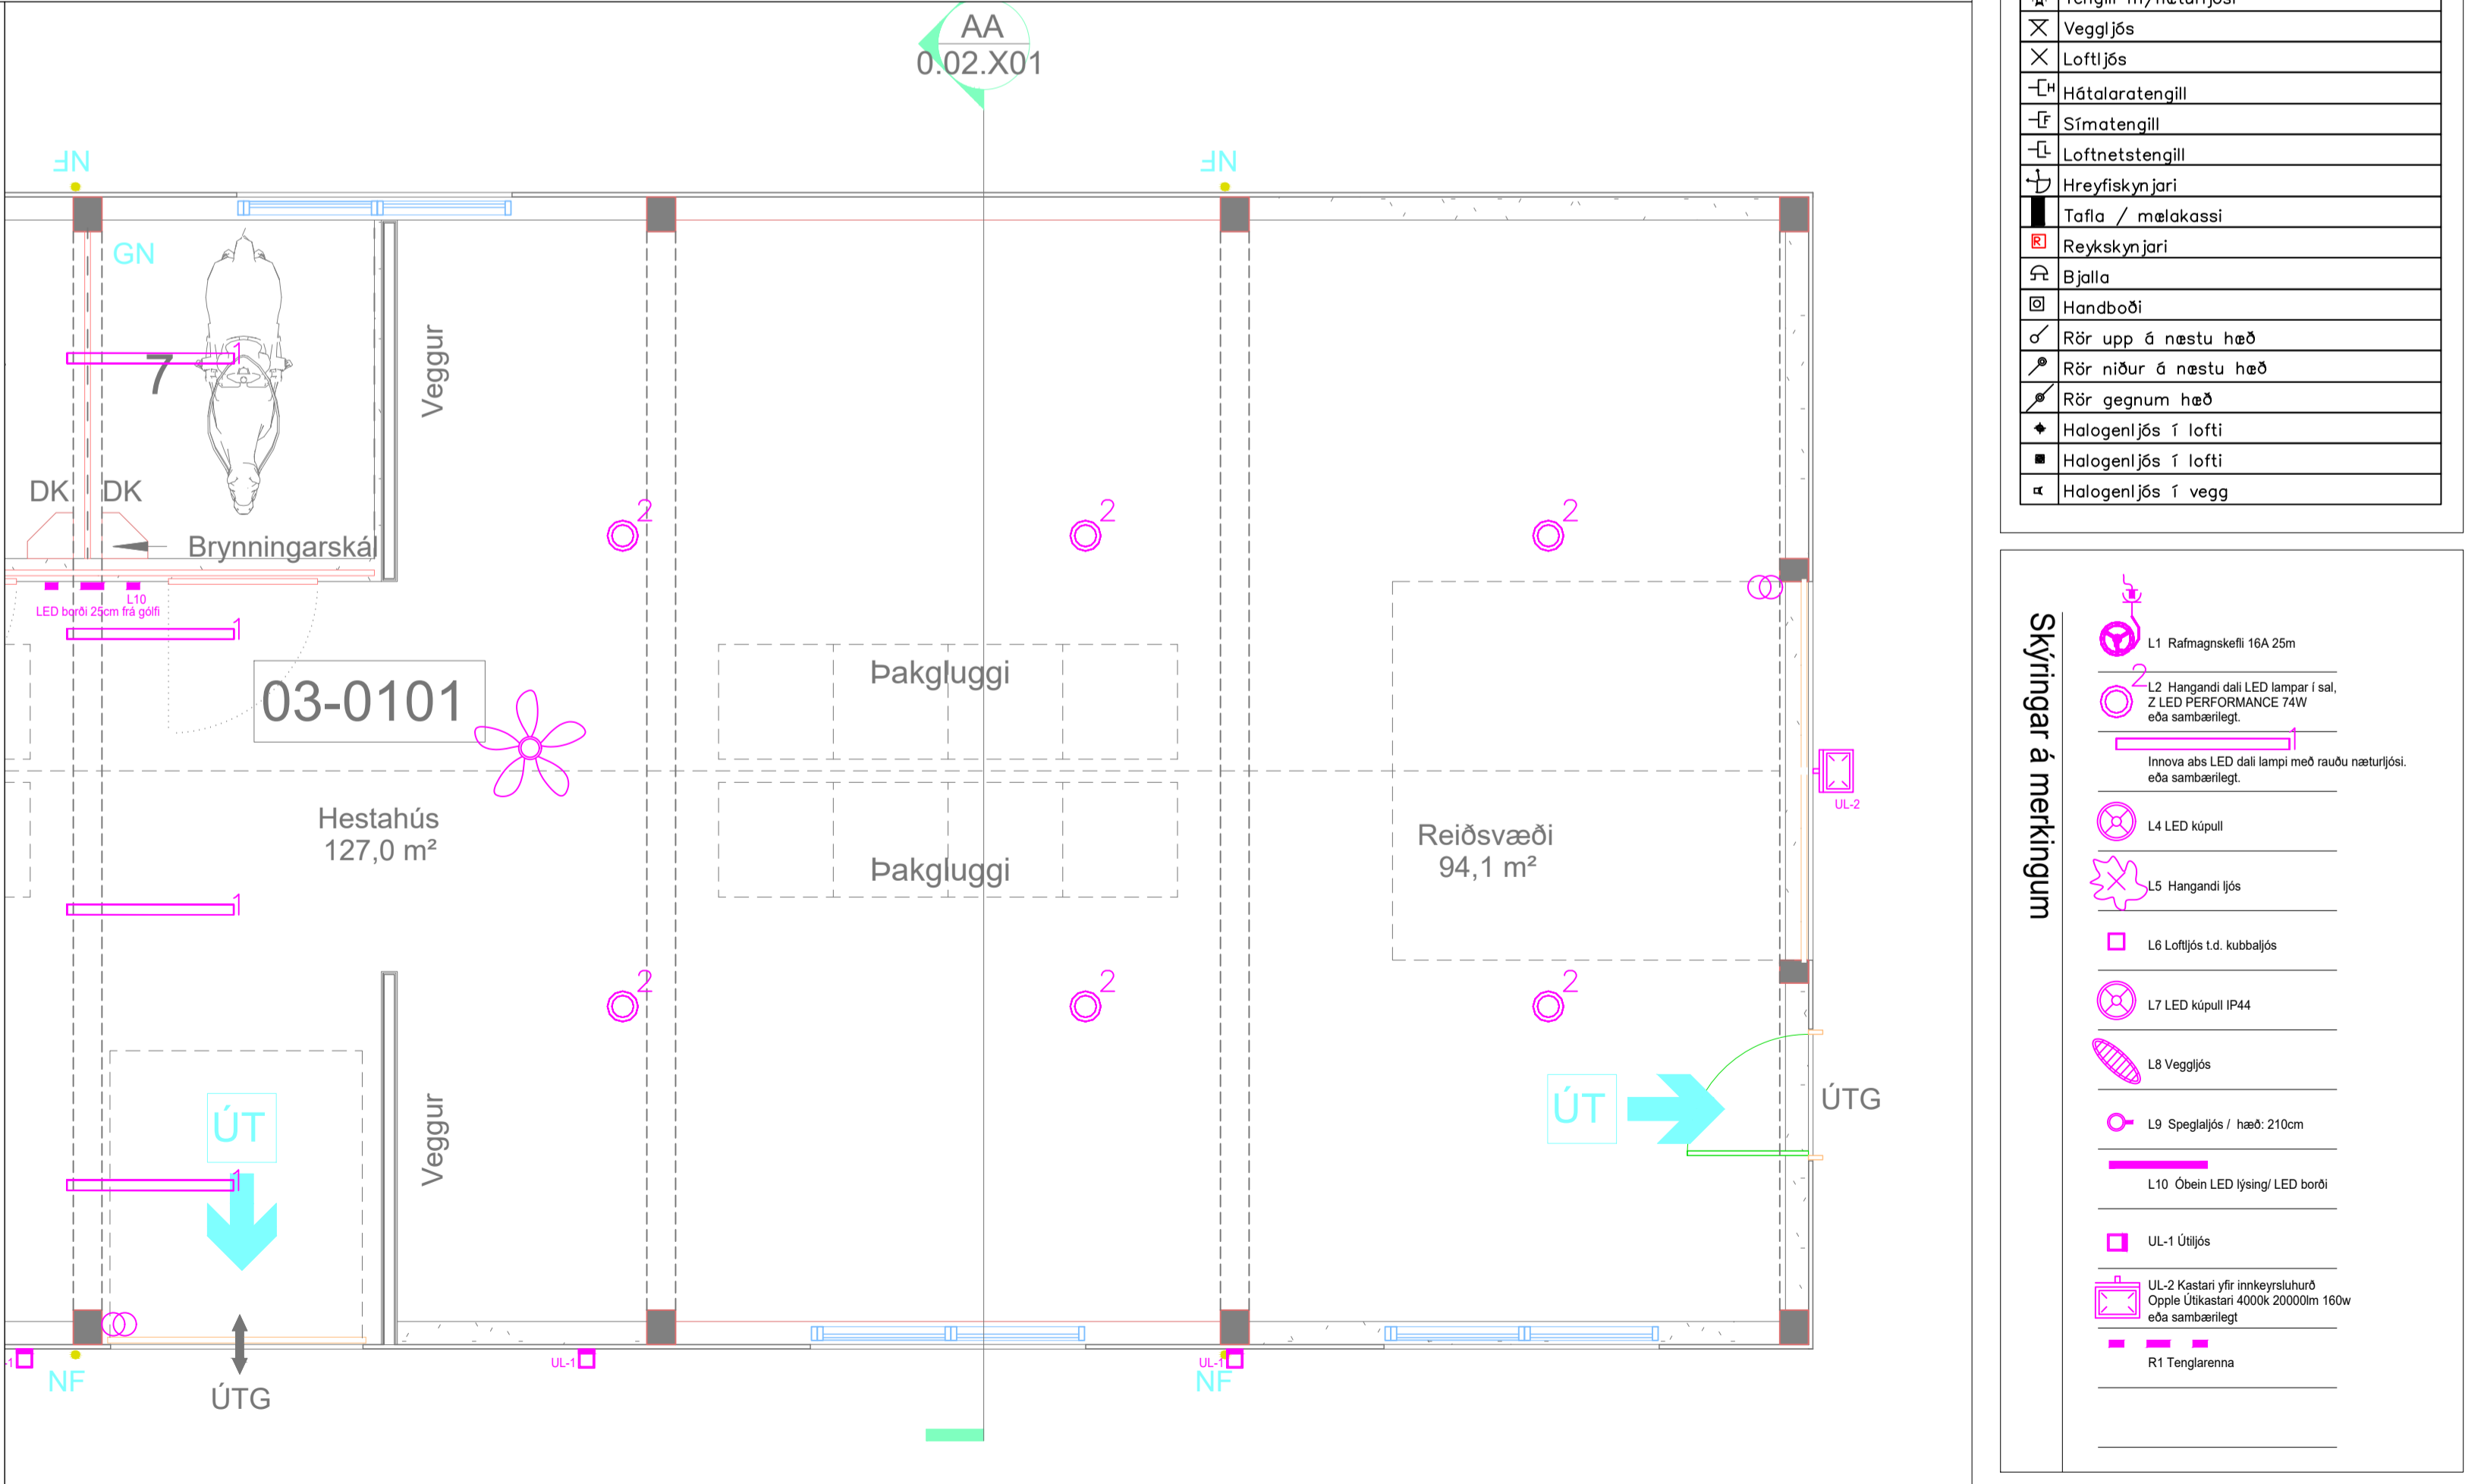 AA
0.02.X01
NF
NF
GN
7
1
Veggur
DK
DK
Brynningarskál
L10
LED borði 25cm frá gólfi
1
2
2
2
03-0101
Þakgluggi
Þakgluggi
Hestahús
127,0 m²
Reiðsvæði
94,1 m²
UL-2
1
2
2
2
ÚT
1
Veggur
ÚT
ÚTG
-1
UL-1
UL-1
NF
NF
ÚTG
Veggljós
Loftljós
H Hátalaratengill
F Símatengill
L Loftnetstengill
Hreyfiskynjari
Tafla / mælakassi
R Reykskynjari
Bjalla
Handboði
Rör upp á næstu hæð
Rör niður á næstu hæð
Rör gegnum hæð
Halogenljós í lofti
Halogenljós í lofti
Halogenljós í vegg
Skýringar á merkingum
L1 Rafmagnskefli 16A 25m
2
L2 Hangandi dali LED lampar í sal,
Z LED PERFORMANCE 74W
eða sambærilegt.
1
Innova abs LED dali lampi með rauðu næturljósi.
eða sambærilegt.
L4 LED kúpull
L5 Hangandi ljós
L6 Loftljós t.d. kubbaljós
L7 LED kúpull IP44
L8 Veggljós
L9 Speglaljós / hæð: 210cm
L10 Óbein LED lýsing/ LED borði
UL-1 Útiljós
UL-2 Kastari yfir innkeyrsluhurð
Opple Útikastari 4000k 20000lm 160w
eða sambærilegt
R1 Tenglarenna